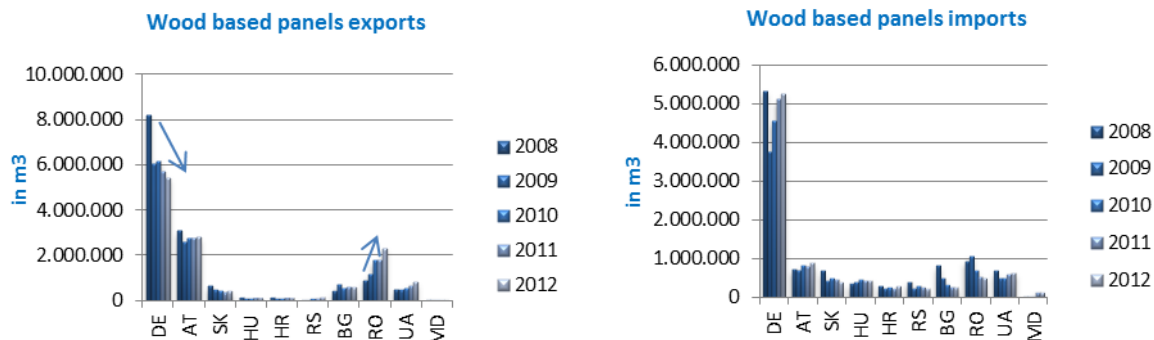 Wood based panels exports
10.000.000
8.000.000
6.000.000
4.000.000
2.000.000
0
in m3
DE
AT
SK
HU
HR
RS
BG
RO
UA
MD
2008
2009
2010
2011
2012
Wood based panels imports
6.000.000
5.000.000
4.000.000
3.000.000
2.000.000
1.000.000
0
in m3
DE
AT
SK
HU
HR
RS
BG
RO
UA
MD
2008
2009
2010
2011
2012